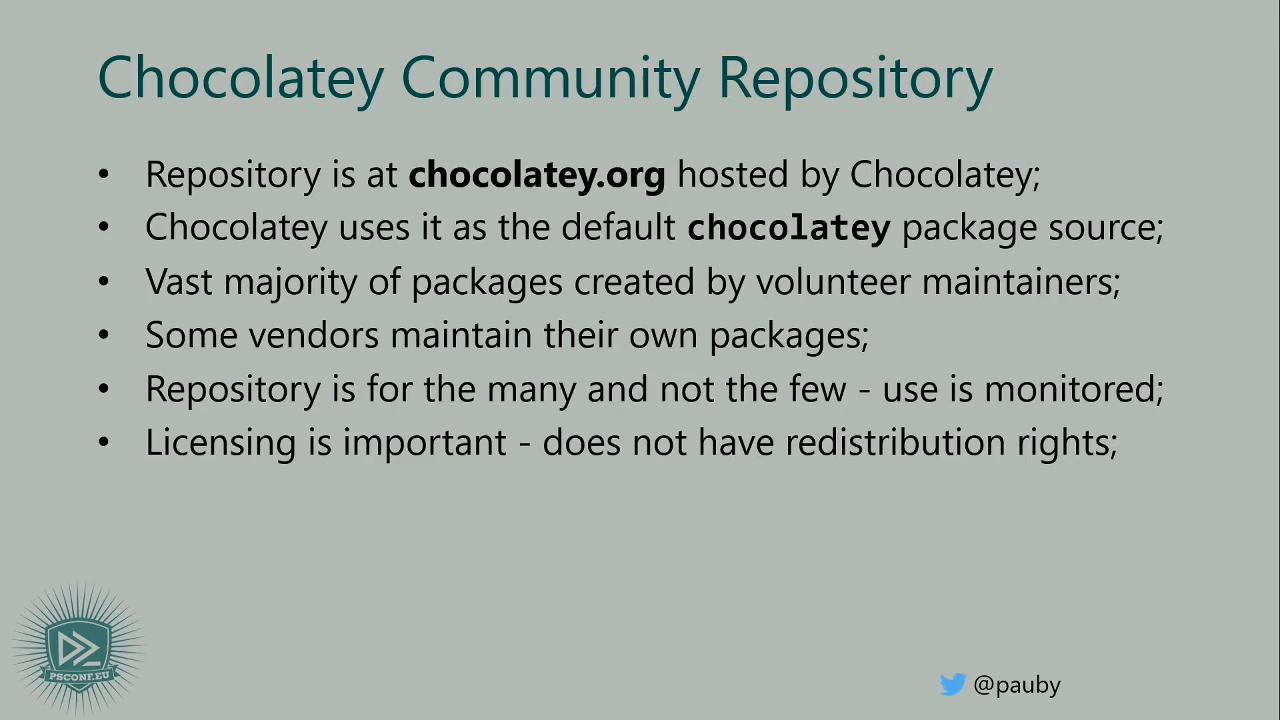 Chocolatey Community Repository
• Repository is at chocolatey.org hosted by Chocolatey;
• Chocolatey uses it as the default chocolatey package source;
• Vast majority of packages created by volunteer maintainers;
• Some vendors maintain their own packages;
• Repository is for the many and not the few - use is monitored;
• Licensing is important - does not have redistribution rights;
PSCONF.EU
@pauby